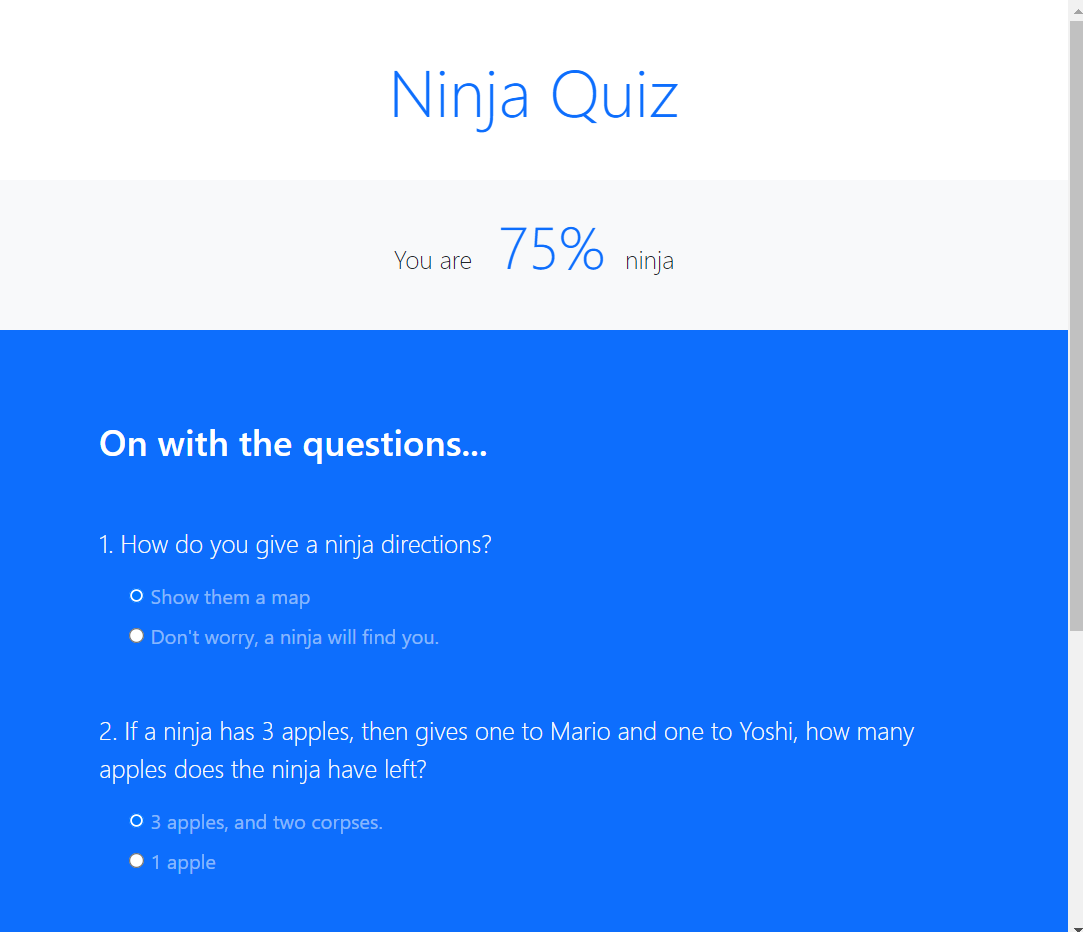 Ninja Quiz
You are 75% ninja
On with the questions...
1. How do you give a ninja directions?
Show them a map
Don't worry, a ninja will find you.
2. If a ninja has 3 apples, then gives one to Mario and one to Yoshi, how many
apples does the ninja have left?
3 apples, and two corpses.
1 apple